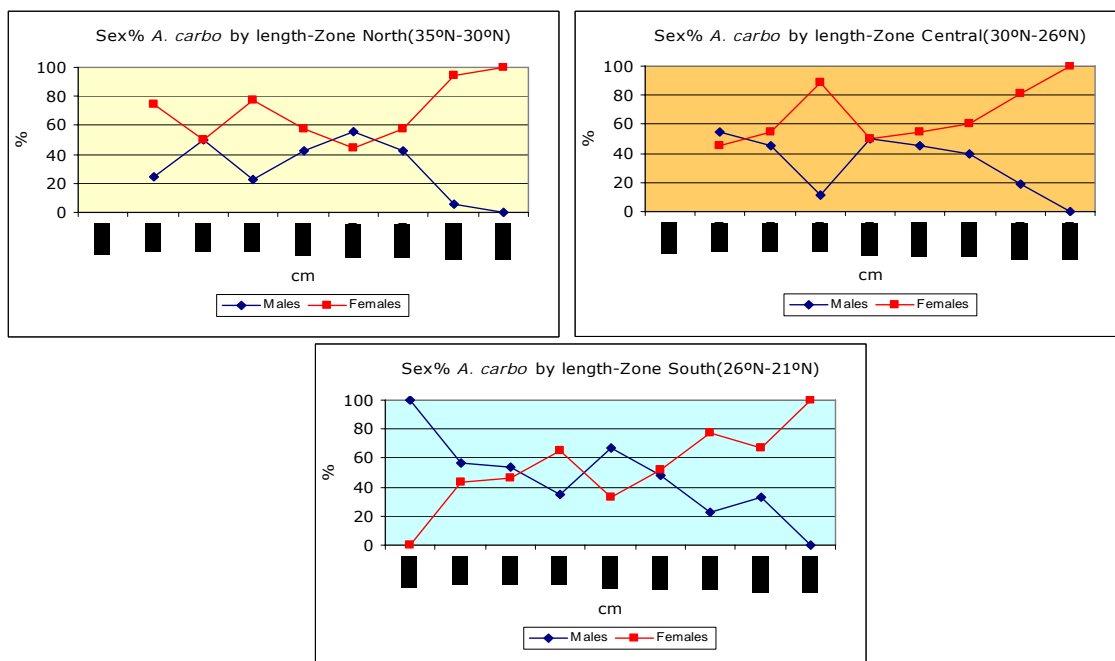 Sex% A. carbo by length-Zone North(35ºN-30ºN)
100
80
60
40
20
0
%
cm
Males Females
Sex% A. carbo by length-Zone Central(30ºN-26ºN)
100
80
60
40
20
0
%
cm
Males Females
Sex% A. carbo by length-Zone South(26ºN-21ºN)
100
80
60
40
20
0
%
cm
Males Females